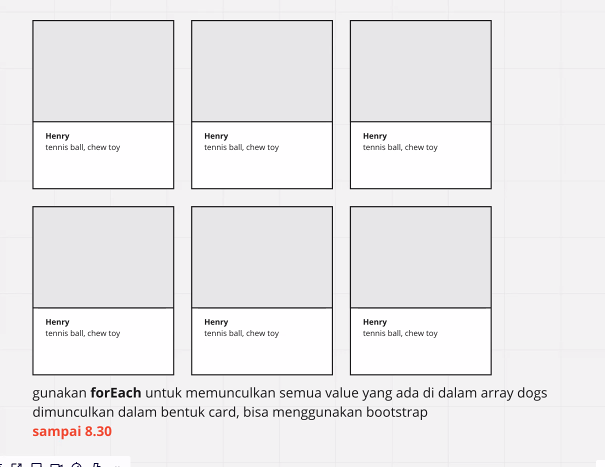 Henry
tennis ball, chew toy
Henry
tennis ball, chew toy
Henry
tennis ball, chew toy
Henry
tennis ball, chew toy
Henry
tennis ball, chew toy
Henry
tennis ball, chew toy
gunakan forEach untuk memunculkan semua value yang ada di dalam array dogs
dimunculkan dalam bentuk card, bisa menggunakan bootstrap
sampai 8.30